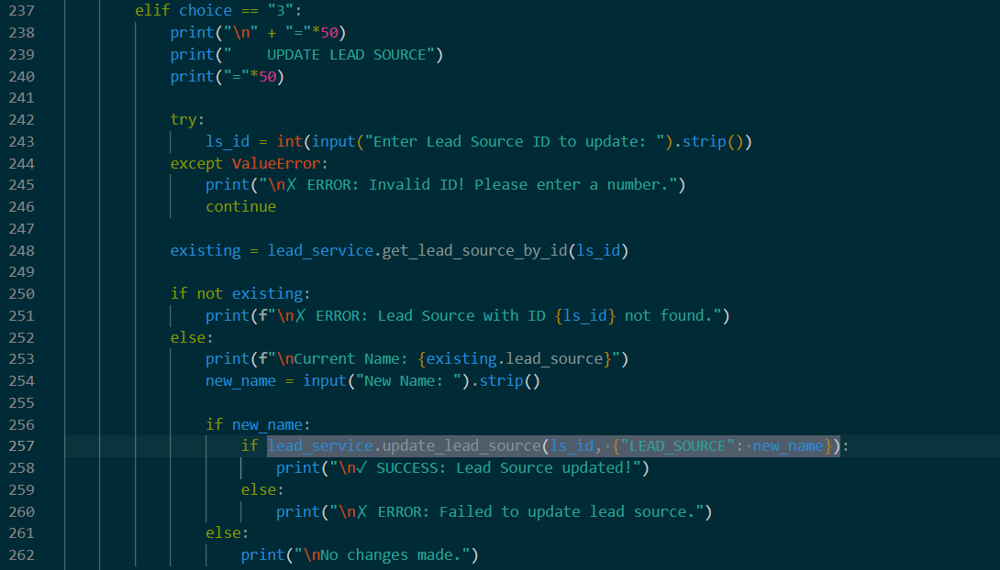 237 elif choice == "3":
238 print("\n" + "="*50)
239 print("    UPDATE LEAD SOURCE")
240 print("="*50)
241
242 try:
243 ls_id = int(input("Enter Lead Source ID to update: ").strip())
244 except ValueError:
245 print("\n✗ ERROR: Invalid ID! Please enter a number.")
246 continue
247
248 existing = lead_service.get_lead_source_by_id(ls_id)
249
250 if not existing:
251 print(f"\n✗ ERROR: Lead Source with ID {ls_id} not found.")
252 else:
253 print(f"\nCurrent Name: {existing.lead_source}")
254 new_name = input("New Name: ").strip()
255
256 if new_name:
257 if lead_service.update_lead_source(ls_id, {"LEAD_SOURCE": new_name}):
258 print("\n✓ SUCCESS: Lead Source updated!")
259 else:
260 print("\n✗ ERROR: Failed to update lead source.")
261 else:
262 print("\nNo changes made.")